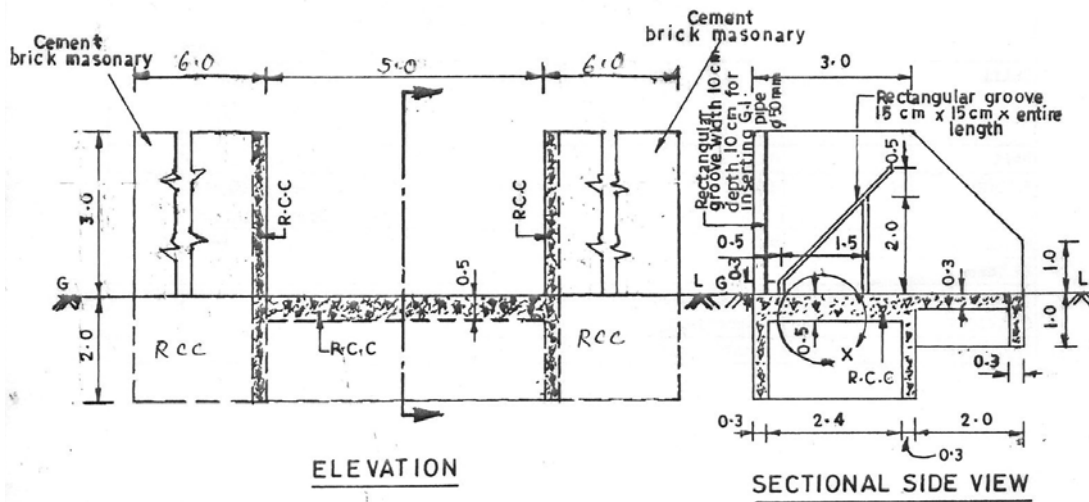 Cement
brick masonary
6.0
5.0
6.0
Cement
brick masonary
3.0
Rectangular groove
15 cm x 15 cm x entire
length
Rectangular
groove width 10 cm
depth 10 cm for
inserting G.I.
pipe
φ 50mm
R.C.C
R.C.C
3.0
0.5
2.0
0.5
1.5
2.0
0.3
0.5
0.3
1.0
G
L
G
L
L
2.0
RCC
R.C.C
RCC
0.5
X
R.C.C
1.0
0.3
0.3
2.4
2.0
0.3
ELEVATION
SECTIONAL SIDE VIEW